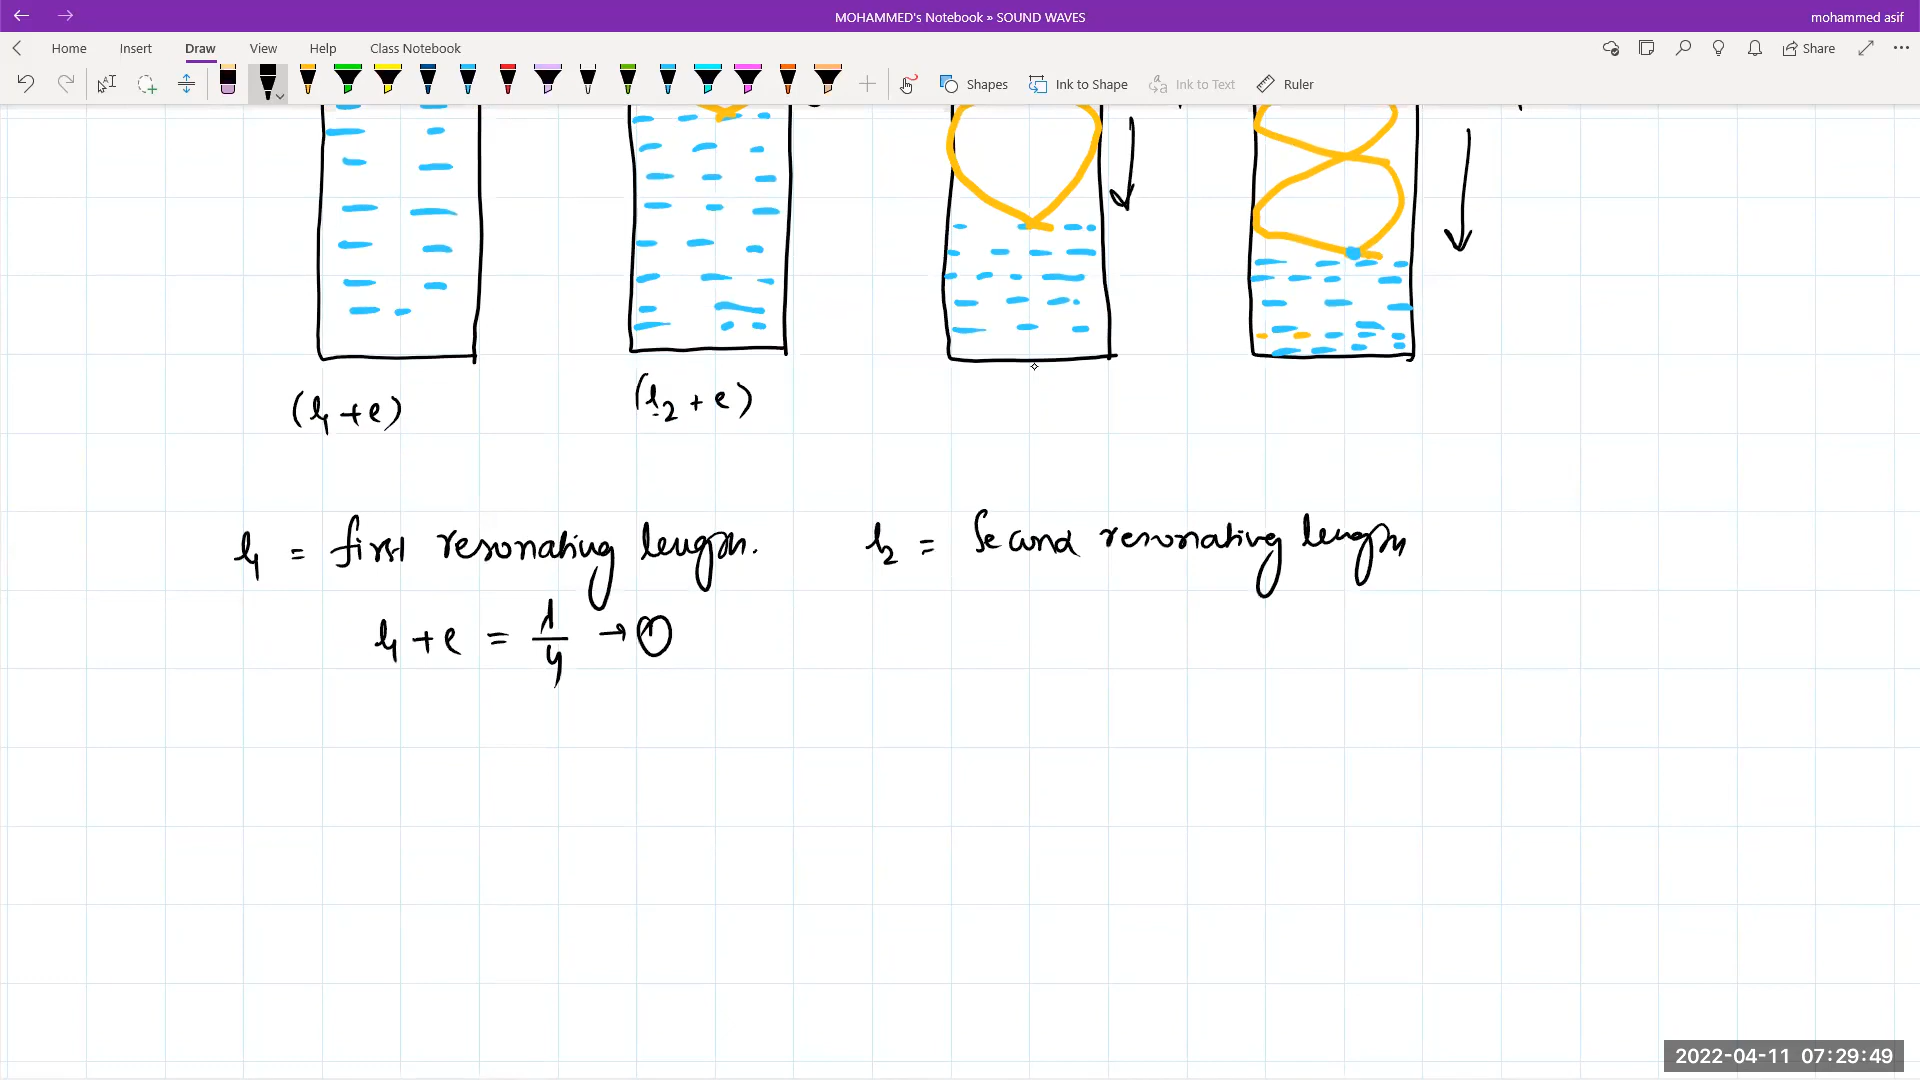 MOHAMMED's Notebook » SOUND WAVES
mohammed asif
Home Insert Draw View Help Class Notebook
Share
Shapes Ink to Shape Ink to Text Ruler
(l1 + e)
(l2 + e)
l1 = first resonating length.
l2 = Second resonating length
l1 + e = λ/4 → ①
2022-04-11 07:29:49